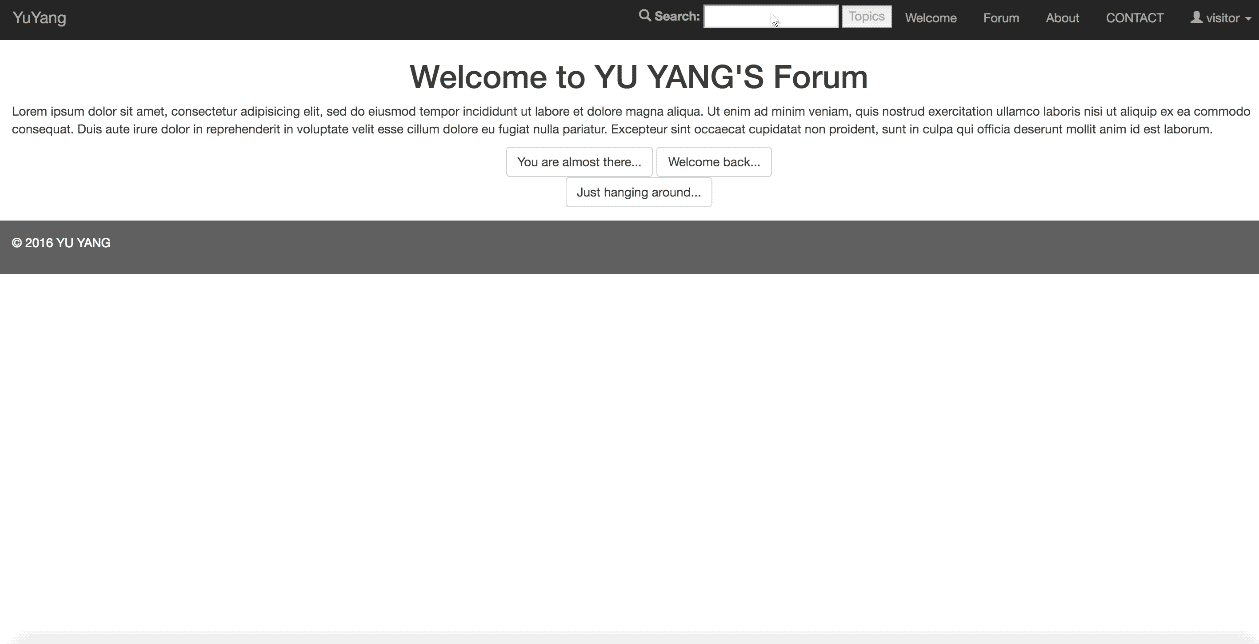 YuYang Search: Topics Welcome Forum About CONTACT visitor
Welcome to YU YANG'S Forum
Lorem ipsum dolor sit amet, consectetur adipisicing elit, sed do eiusmod tempor incididunt ut labore et dolore magna aliqua. Ut enim ad minim veniam, quis nostrud exercitation ullamco laboris nisi ut aliquip ex ea commodo
consequat. Duis aute irure dolor in reprehenderit in voluptate velit esse cillum dolore eu fugiat nulla pariatur. Excepteur sint occaecat cupidatat non proident, sunt in culpa qui officia deserunt mollit anim id est laborum.
You are almost there... Welcome back...
Just hanging around...
© 2016 YU YANG